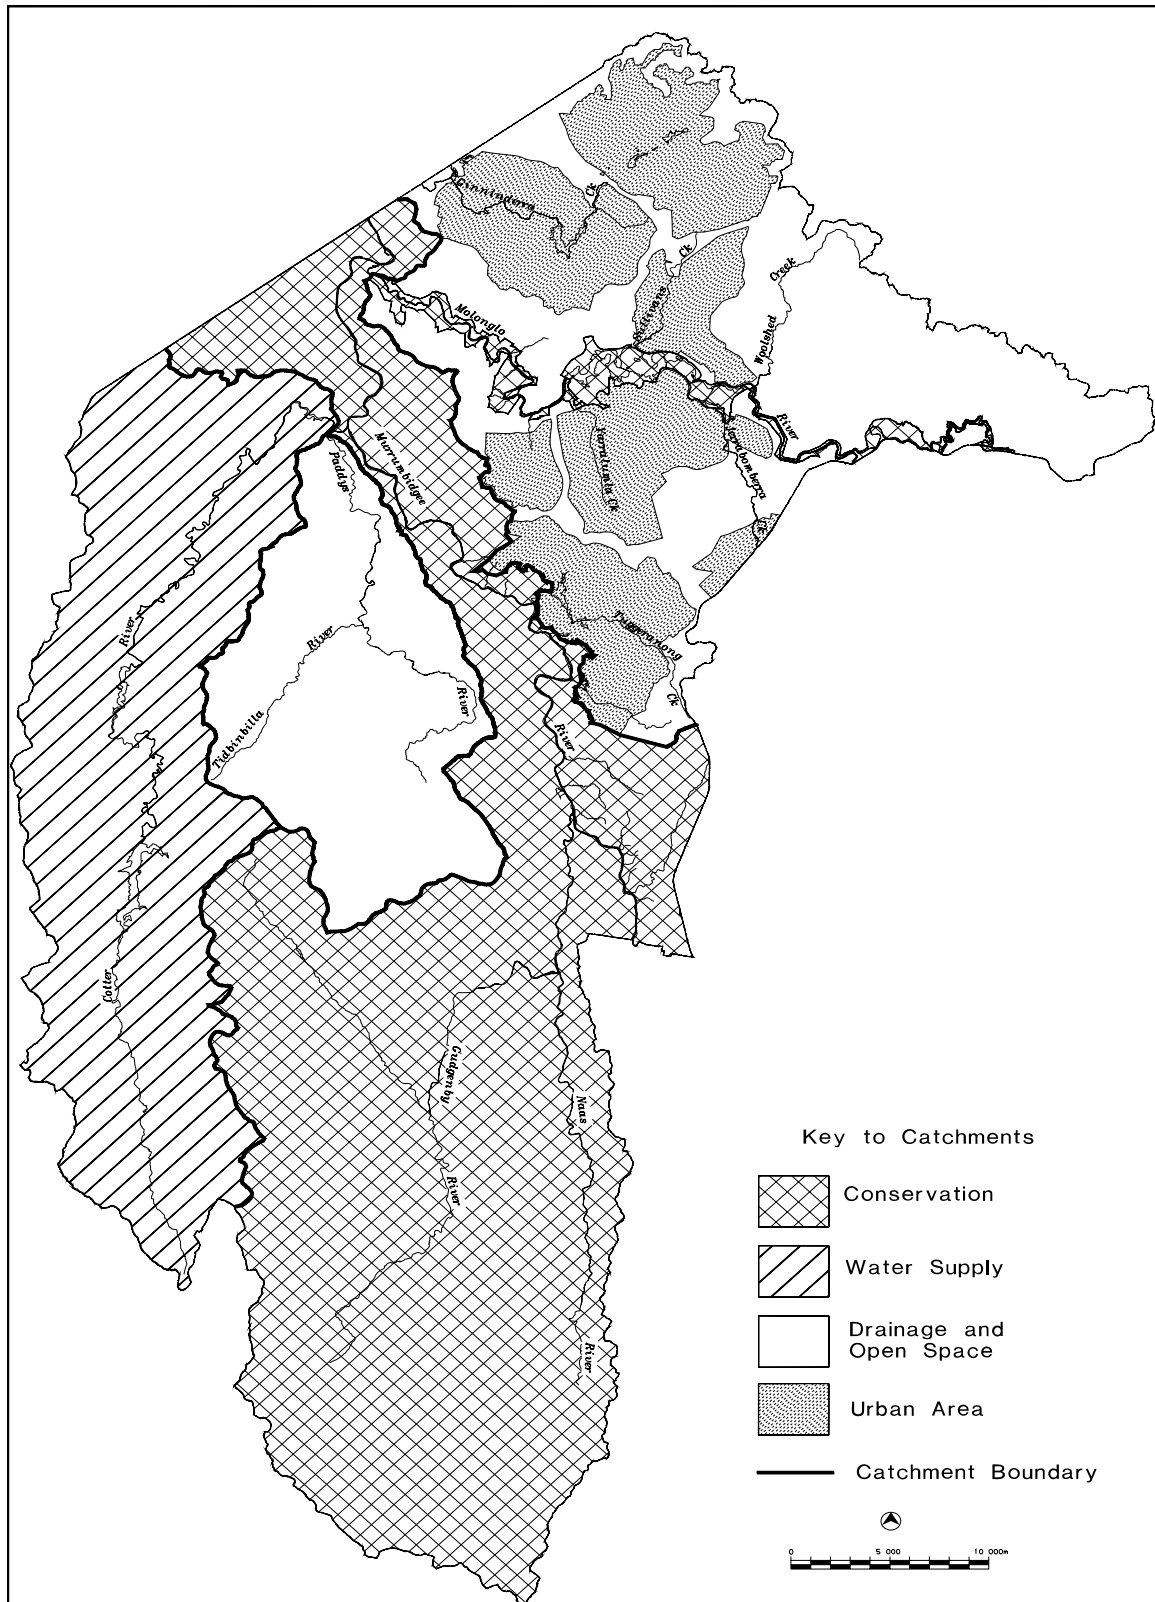 Ginninderra
Ck
Ck
Sullivans
Creek
Woolshed
Molonglo
River
Yarralumla Ck
Jerrabomberra
Ck
Murrumbidgee
Paddys
River
River
River
Tidbinbilla
River
Tuggeranong
Ck
Cotter
Gudgenby
River
Naas
River
Key to Catchments
Conservation
Water Supply
Drainage and
Open Space
Urban Area
Catchment Boundary
0 5 000 10 000m